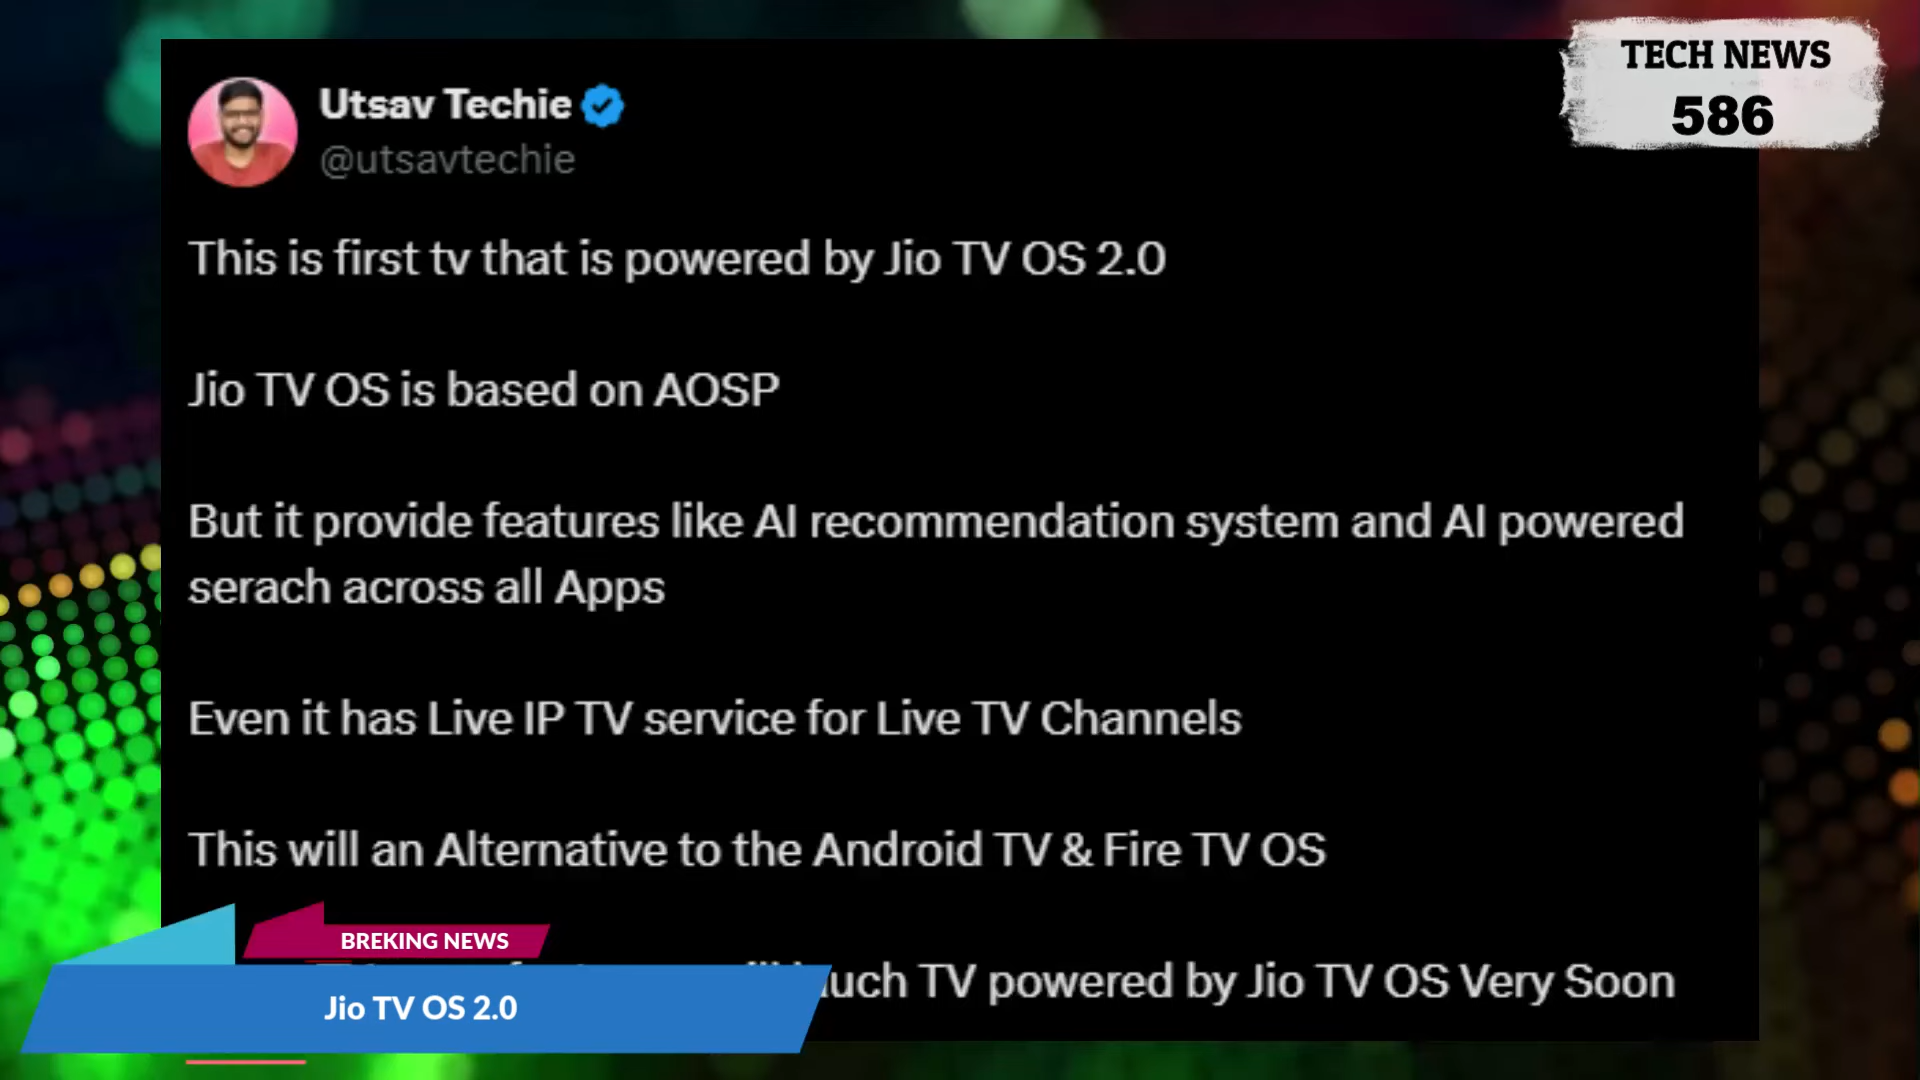 TECH NEWS
586
Utsav Techie
@utsavtechie
This is first tv that is powered by Jio TV OS 2.0
Jio TV OS is based on AOSP
But it provide features like AI recommendation system and AI powered
serach across all Apps
Even it has Live IP TV service for Live TV Channels
This will an Alternative to the Android TV & Fire TV OS
TV powered by Jio TV OS Very Soon
BREKING NEWS
Jio TV OS 2.0